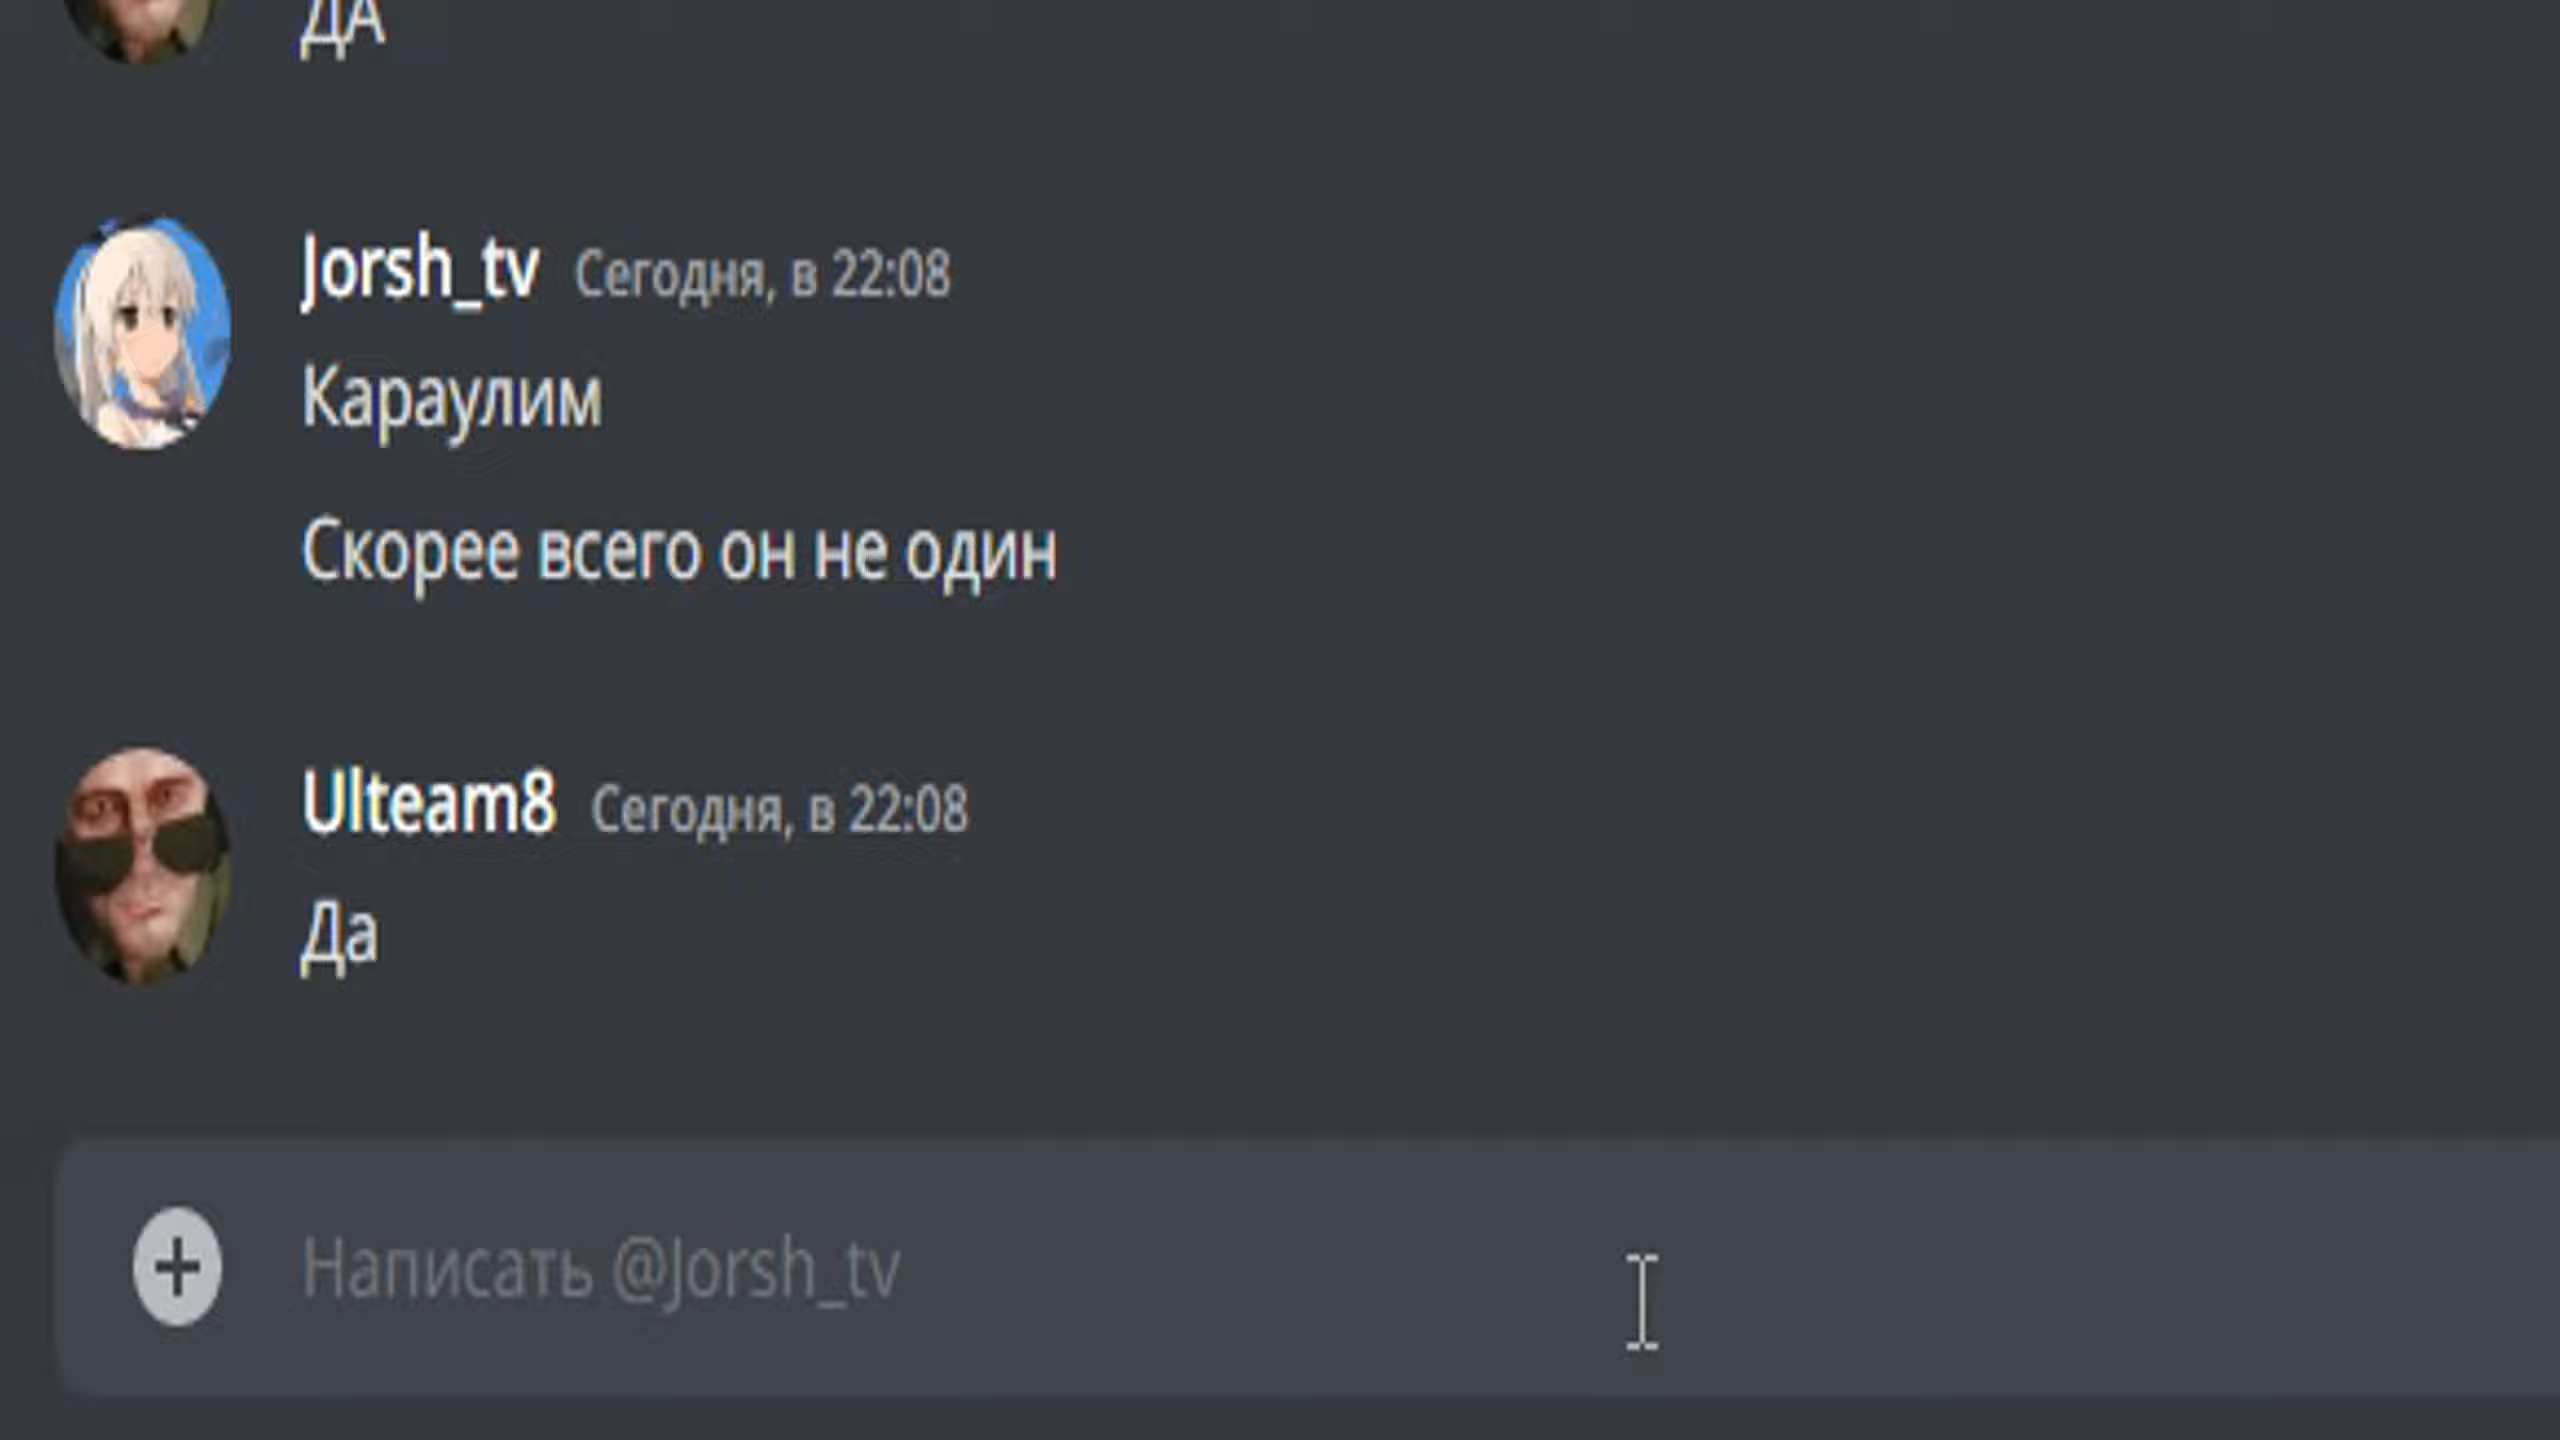 ДА
Jorsh_tv Сегодня, в 22:08
Караулим
Скорее всего он не один
Ulteam8 Сегодня, в 22:08
Да
Написать @Jorsh_tv